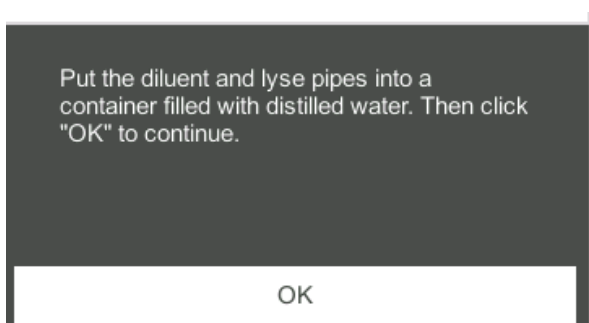 Put the diluent and lyse pipes into a
container filled with distilled water. Then click
"OK" to continue.
OK